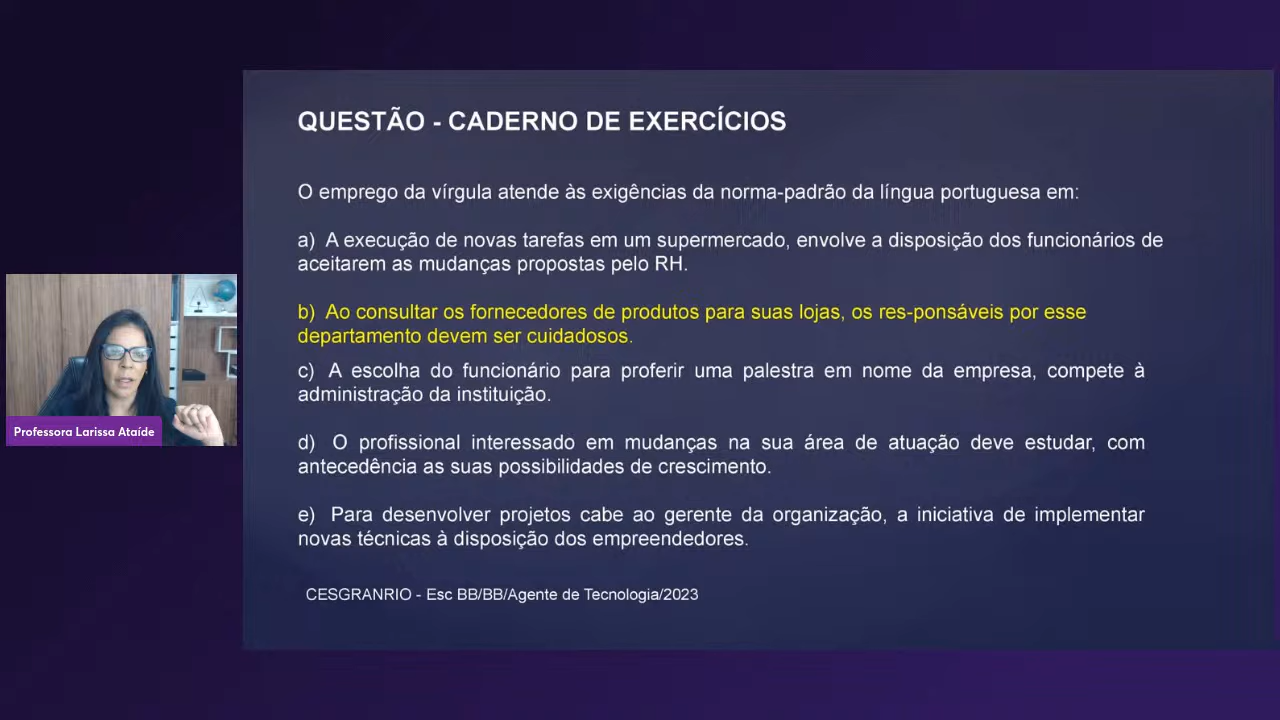 QUESTÃO - CADERNO DE EXERCÍCIOS
O emprego da vírgula atende às exigências da norma-padrão da língua portuguesa em:
a) A execução de novas tarefas em um supermercado, envolve a disposição dos funcionários de
aceitarem as mudanças propostas pelo RH.
b) Ao consultar os fornecedores de produtos para suas lojas, os res-ponsáveis por esse
departamento devem ser cuidadosos.
c) A escolha do funcionário para proferir uma palestra em nome da empresa, compete à
administração da instituição.
d) O profissional interessado em mudanças na sua área de atuação deve estudar, com
antecedência as suas possibilidades de crescimento.
e) Para desenvolver projetos cabe ao gerente da organização, a iniciativa de implementar
novas técnicas à disposição dos empreendedores.
CESGRANRIO - Esc BB/BB/Agente de Tecnologia/2023
Professora Larissa Ataíde